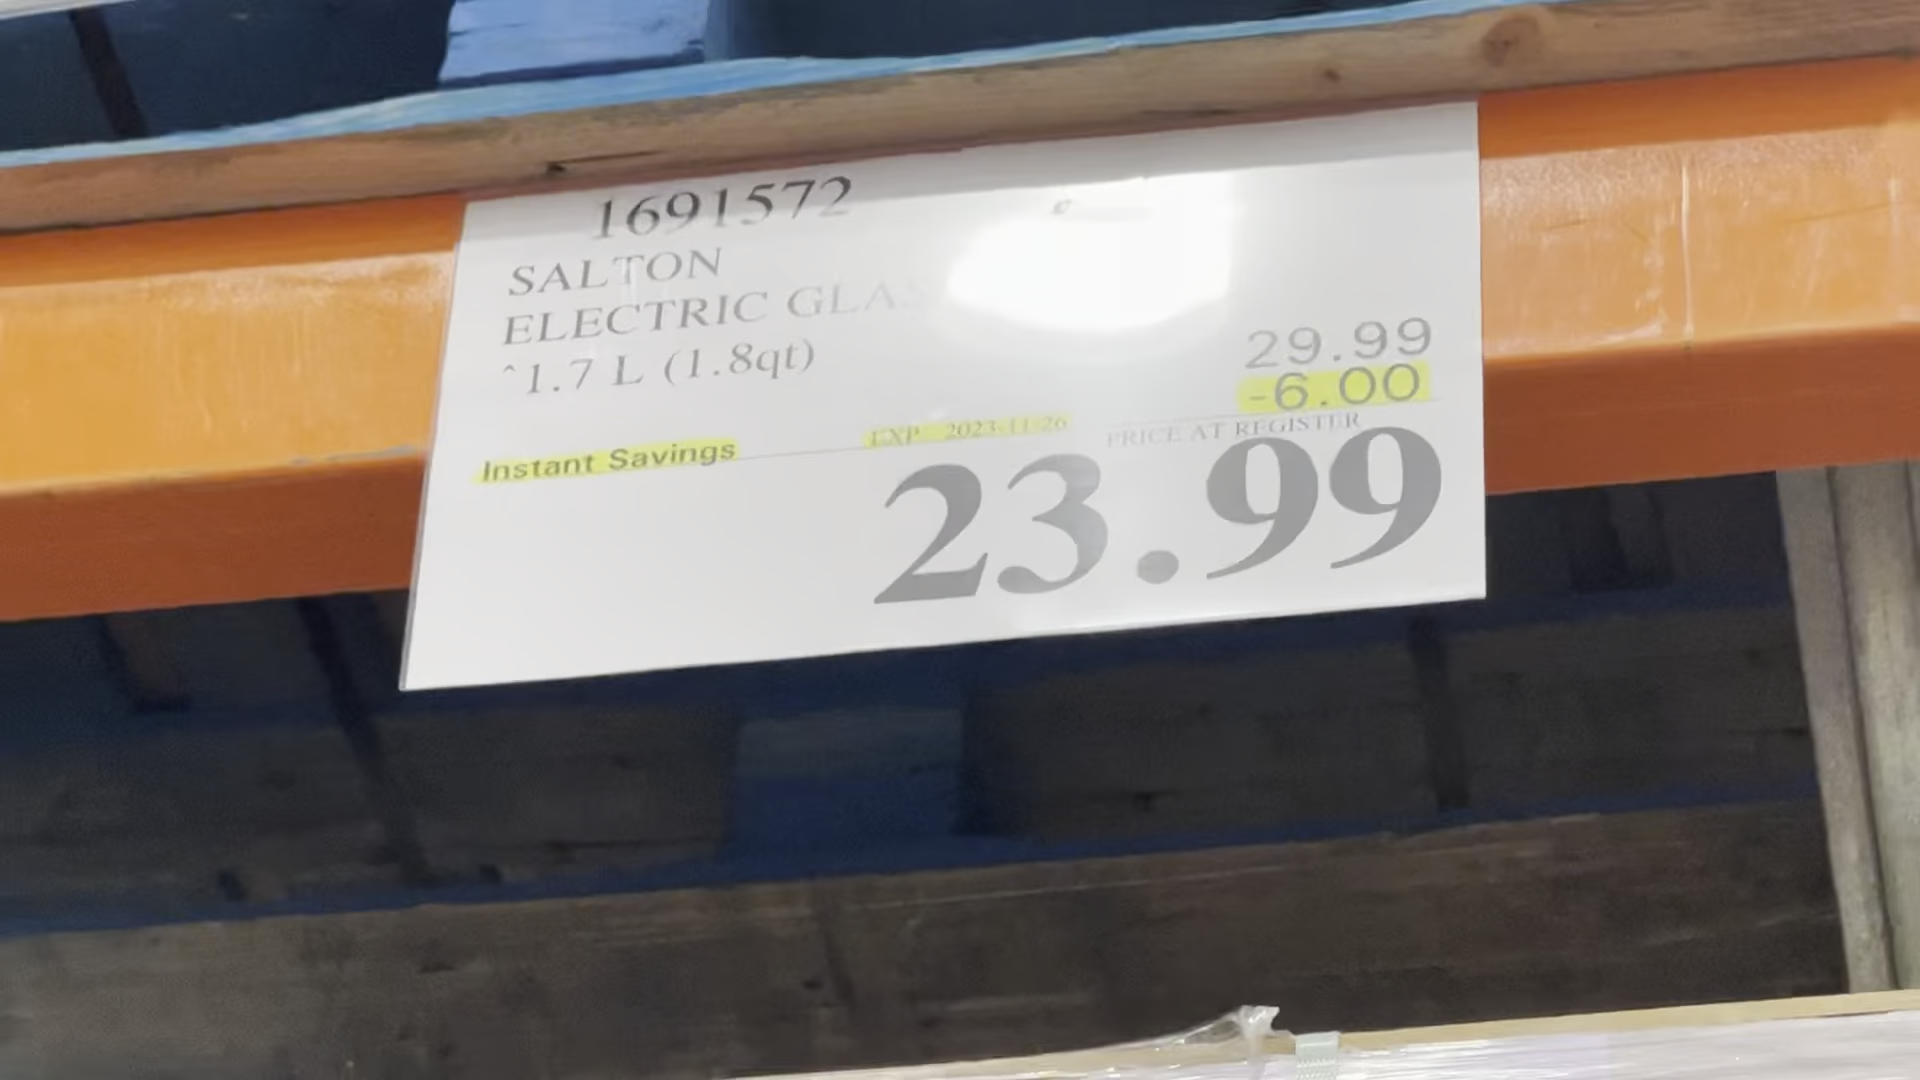 1691572
SALTON
ELECTRIC
^1.7 L (1.8qt)
29.99
-6.00
Instant Savings EXP 2023-11-26 PRICE AT REGISTER
23.99